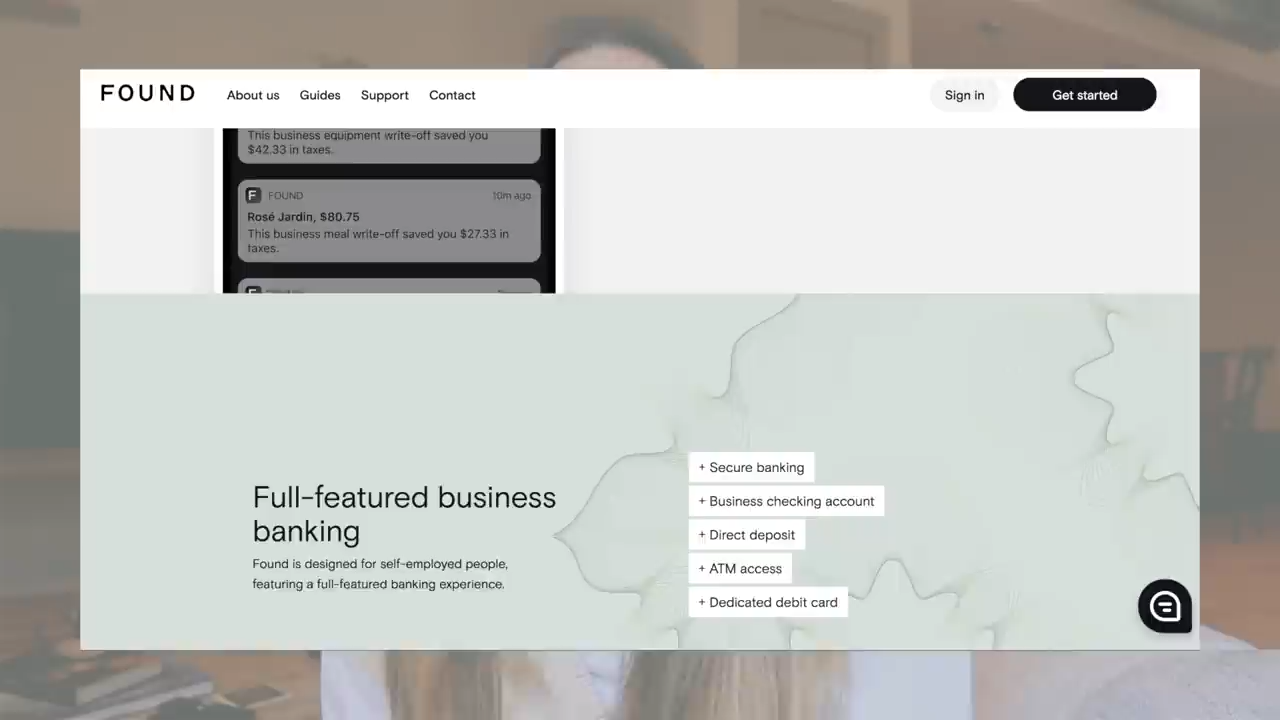 FOUND
About us
Guides
Support
Contact
Sign in
Get started
This business equipment write-off saved you
$42.33 in taxes.
F FOUND
10m ago
Rosé Jardin, $80.75
This business meal write-off saved you $27.33 in
taxes.
Full-featured business
banking
Found is designed for self-employed people,
featuring a full-featured banking experience.
+ Secure banking
+ Business checking account
+ Direct deposit
+ ATM access
+ Dedicated debit card